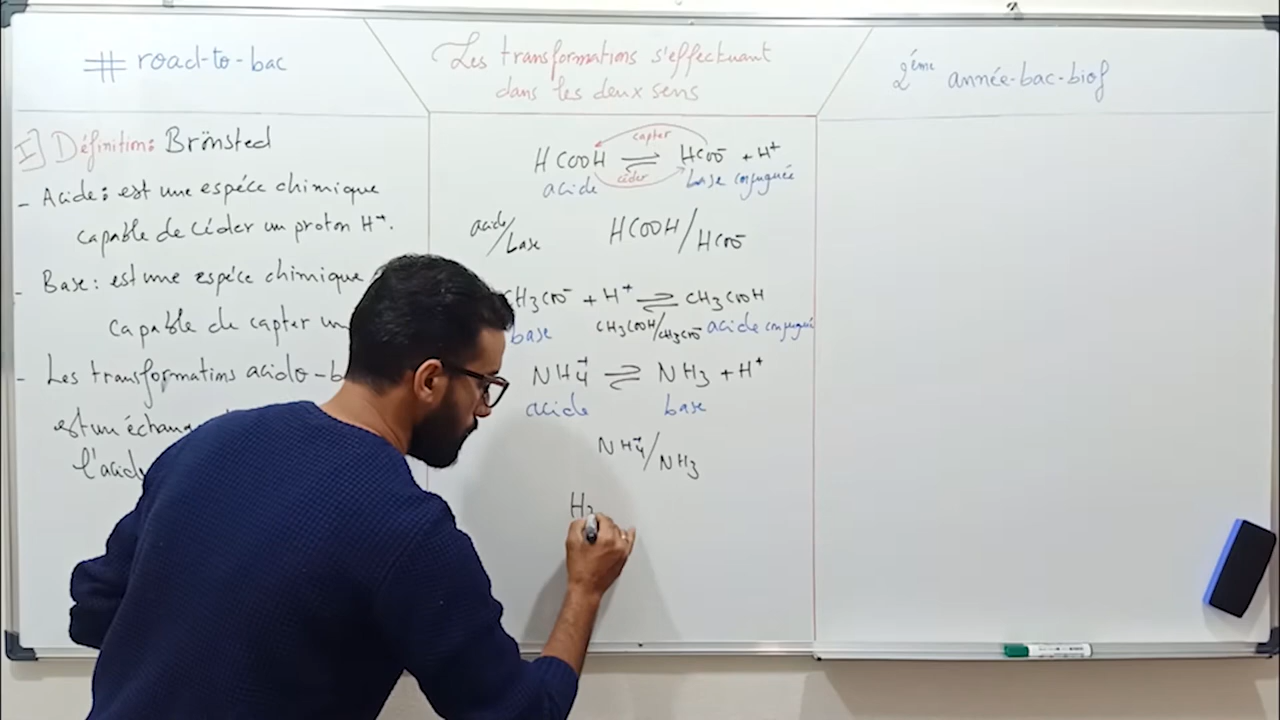 # road-to-bac
Les transformations s'effectuant
dans les deux sens
2ème année-bac-biof
I] Définition: Brönsted
- Acide: est une espéce chimique
capable de céder un proton H+.
- Base: est une espéce chimique
capable de capter un
- Les transformations acido-b
est un échan
l'acid
capter
HCOOH ⇌ HCOO- + H+
céder
acide base conjuguée
acide/base HCOOH/HCOO-
CH3COO- + H+ ⇌ CH3COOH
base CH3COOH/CH3COO- acide conjugué
NH4+ ⇌ NH3 + H+
acide base
NH4+/NH3
H2